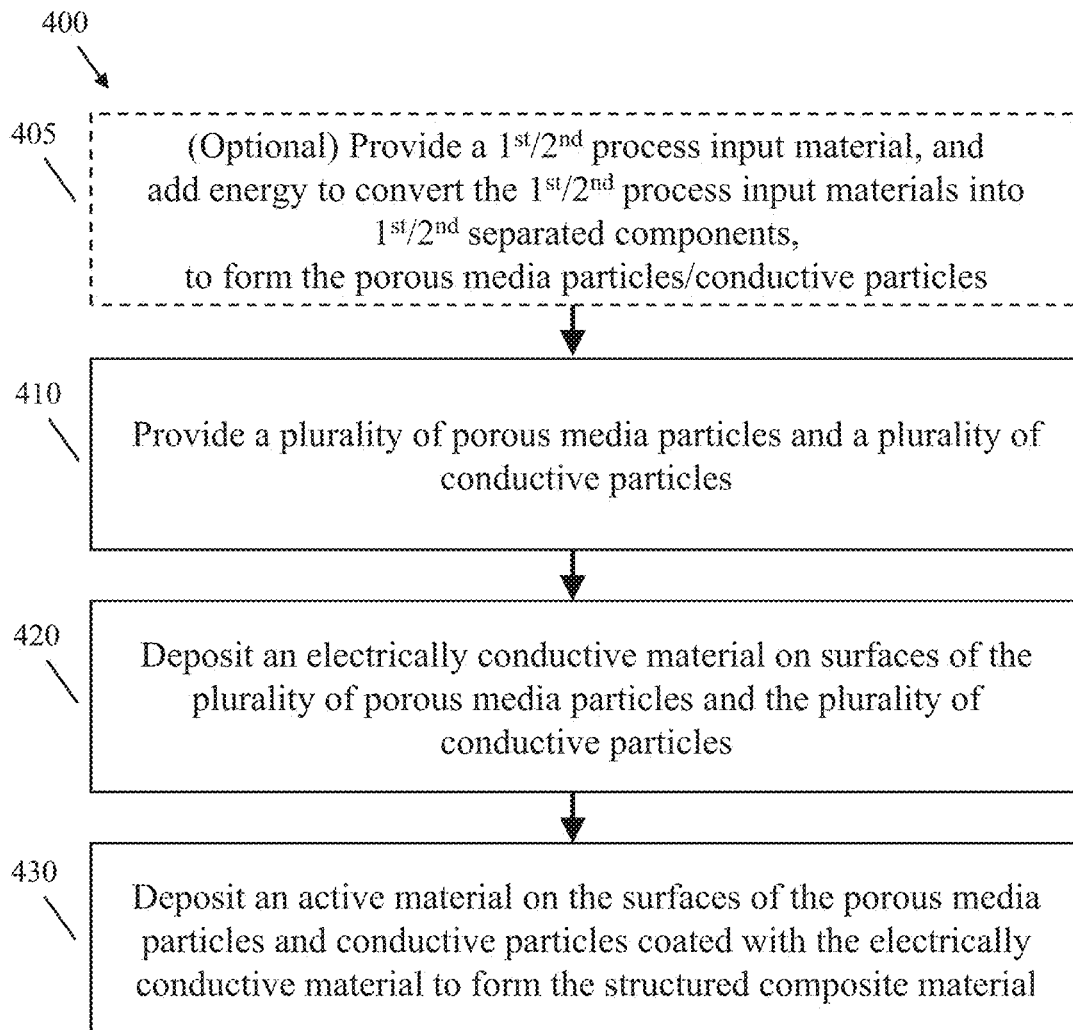 400
405
(Optional) Provide a 1st/2nd process input material, and
add energy to convert the 1st/2nd process input materials into
1st/2nd separated components,
to form the porous media particles/conductive particles
410
Provide a plurality of porous media particles and a plurality of
conductive particles
420
Deposit an electrically conductive material on surfaces of the
plurality of porous media particles and the plurality of
conductive particles
430
Deposit an active material on the surfaces of the porous media
particles and conductive particles coated with the electrically
conductive material to form the structured composite material